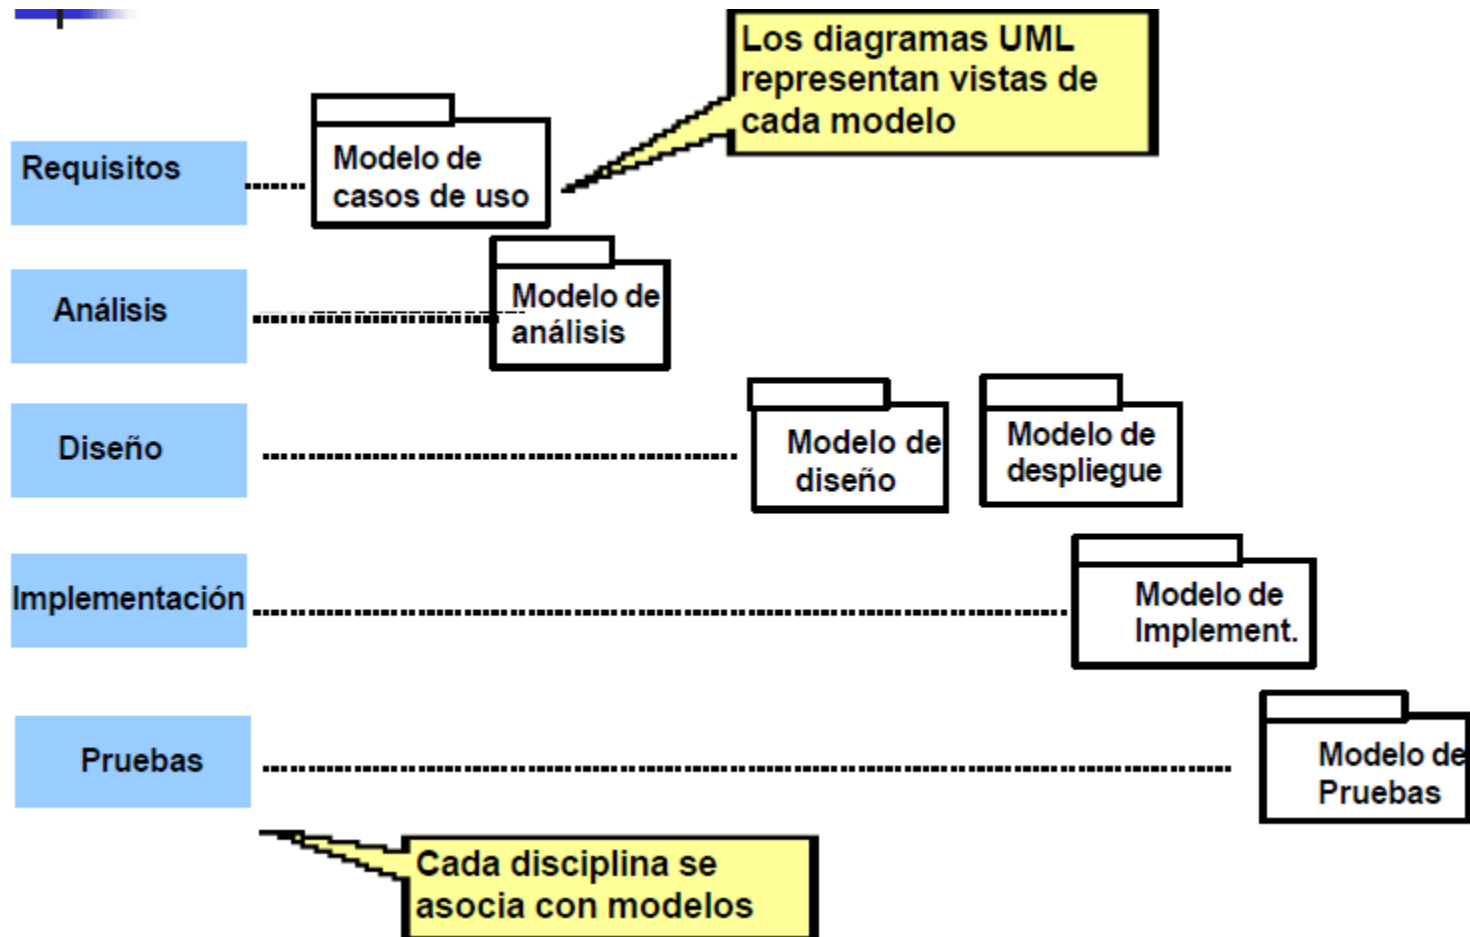 Los diagramas UML
representan vistas de
cada modelo
Requisitos
Modelo de
casos de uso
Análisis
Modelo de
análisis
Diseño
Modelo de
diseño
Modelo de
despliegue
Implementación
Modelo de
Implement.
Pruebas
Modelo de
Pruebas
Cada disciplina se
asocia con modelos